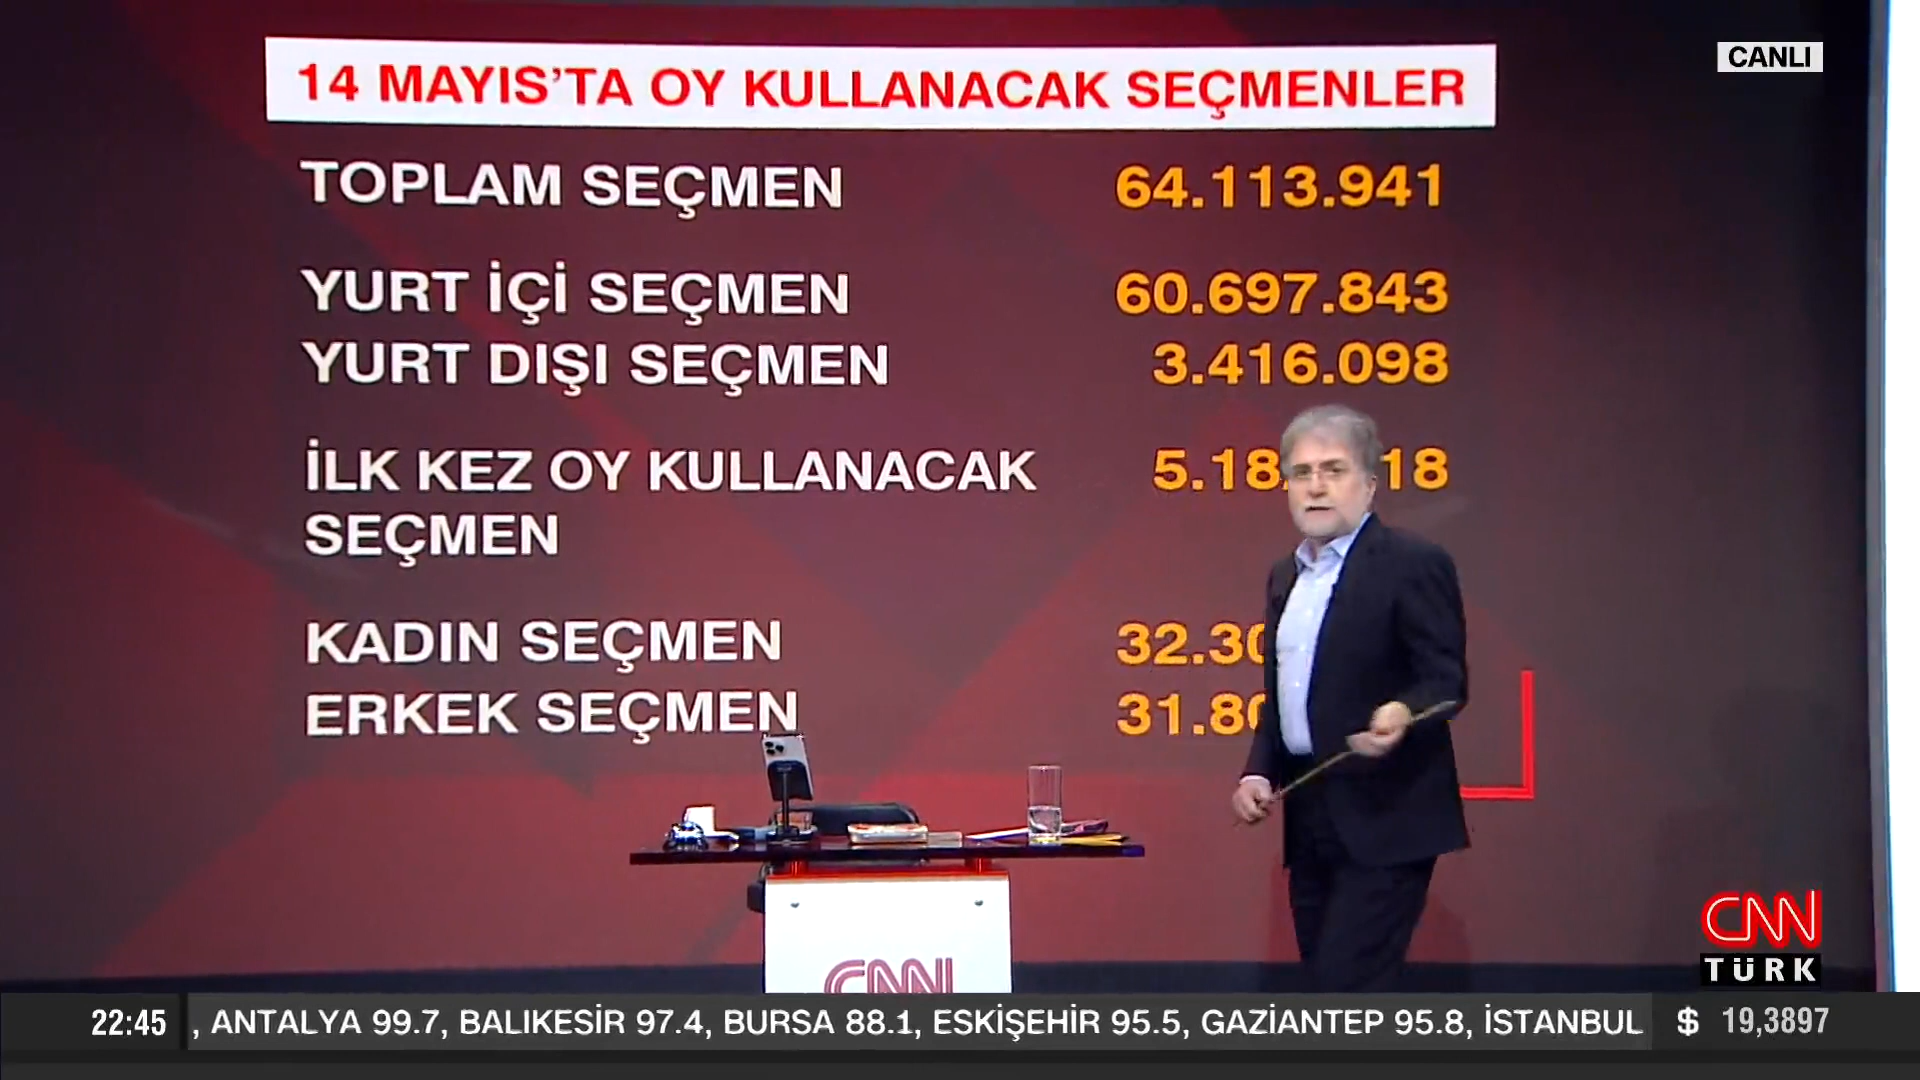 CANLI
14 MAYIS'TA OY KULLANACAK SEÇMENLER
TOPLAM SEÇMEN 64.113.941
YURT İÇİ SEÇMEN 60.697.843
YURT DIŞI SEÇMEN 3.416.098
İLK KEZ OY KULLANACAK
SEÇMEN
KADIN SEÇMEN
ERKEK SEÇMEN
CNN
CNN
TÜRK
22:45 , ANTALYA 99.7, BALIKESİR 97.4, BURSA 88.1, ESKİŞEHİR 95.5, GAZİANTEP 95.8, İSTANBUL $ 19,3897